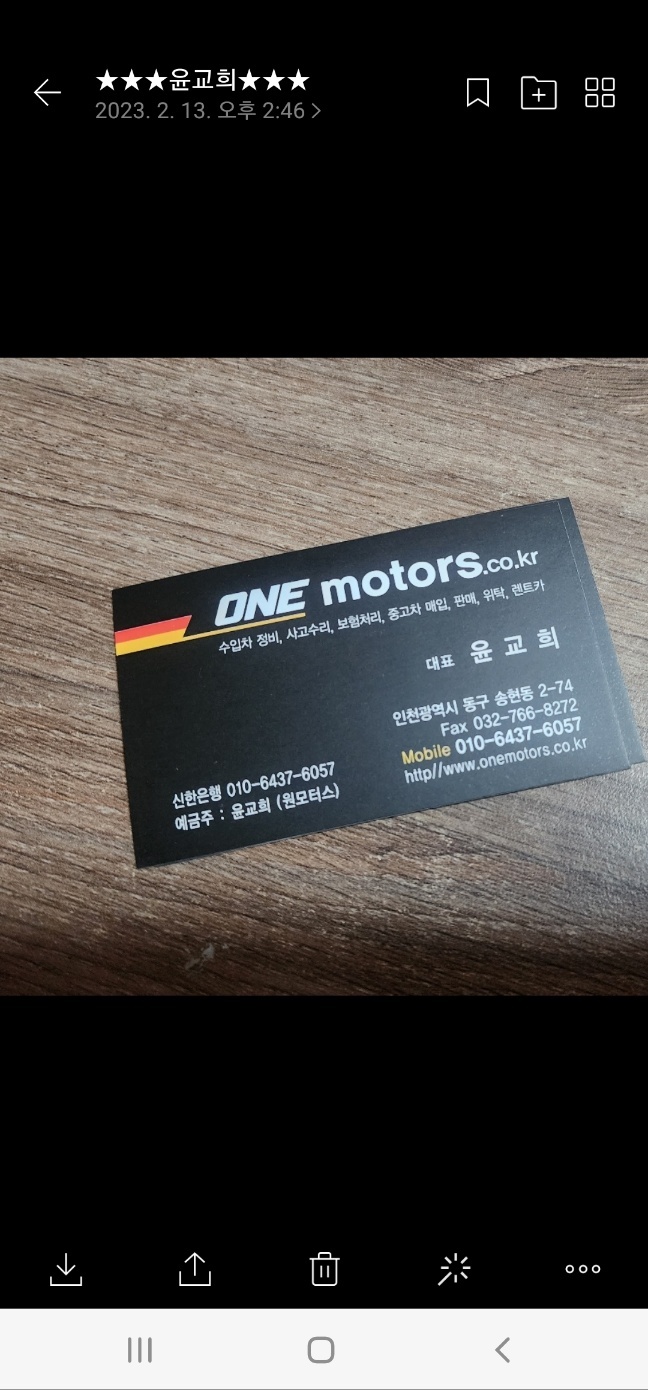 ★★★윤교희★★★
2023. 2. 13. 오후 2:46
ONE motors.co.kr
수입차 정비, 사고수리, 보험처리, 중고차 매입, 판매, 위탁, 렌트카
대표 윤 교 희
인천광역시 동구 송현동 2-74
Fax 032-766-8272
Mobile 010-6437-6057
http//www.onemotors.co.kr
신한은행 010-6437-6057
예금주 : 윤교희 (원모터스)